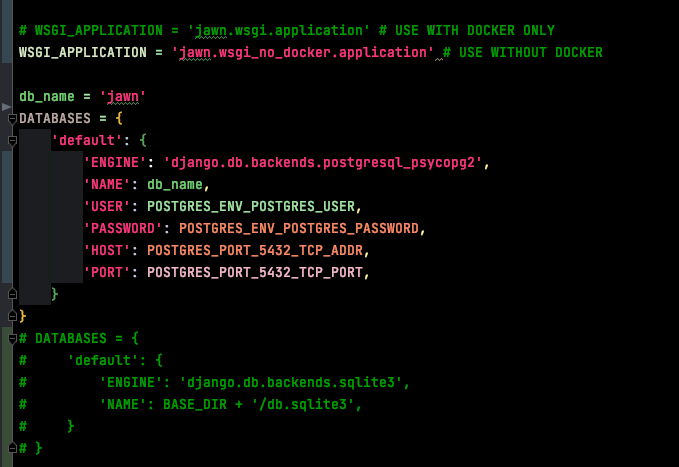 # WSGI_APPLICATION = 'jawn.wsgi.application' # USE WITH DOCKER ONLY
WSGI_APPLICATION = 'jawn.wsgi_no_docker.application' # USE WITHOUT DOCKER
db_name = 'jawn'
DATABASES = {
    'default': {
        'ENGINE': 'django.db.backends.postgresql_psycopg2',
        'NAME': db_name,
        'USER': POSTGRES_ENV_POSTGRES_USER,
        'PASSWORD': POSTGRES_ENV_POSTGRES_PASSWORD,
        'HOST': POSTGRES_PORT_5432_TCP_ADDR,
        'PORT': POSTGRES_PORT_5432_TCP_PORT,
    }
}
# DATABASES = {
#     'default': {
#         'ENGINE': 'django.db.backends.sqlite3',
#         'NAME': BASE_DIR + '/db.sqlite3',
#     }
# }